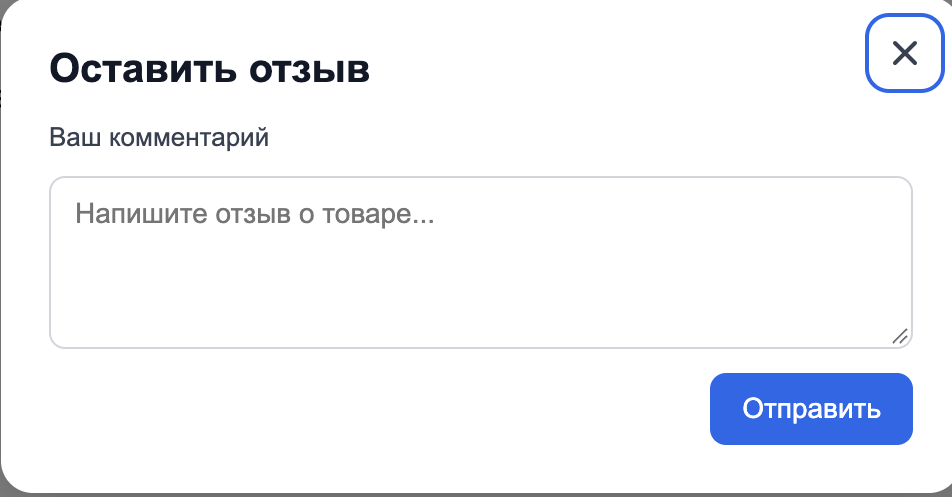 Оставить отзыв
Ваш комментарий
Напишите отзыв о товаре...
Отправить